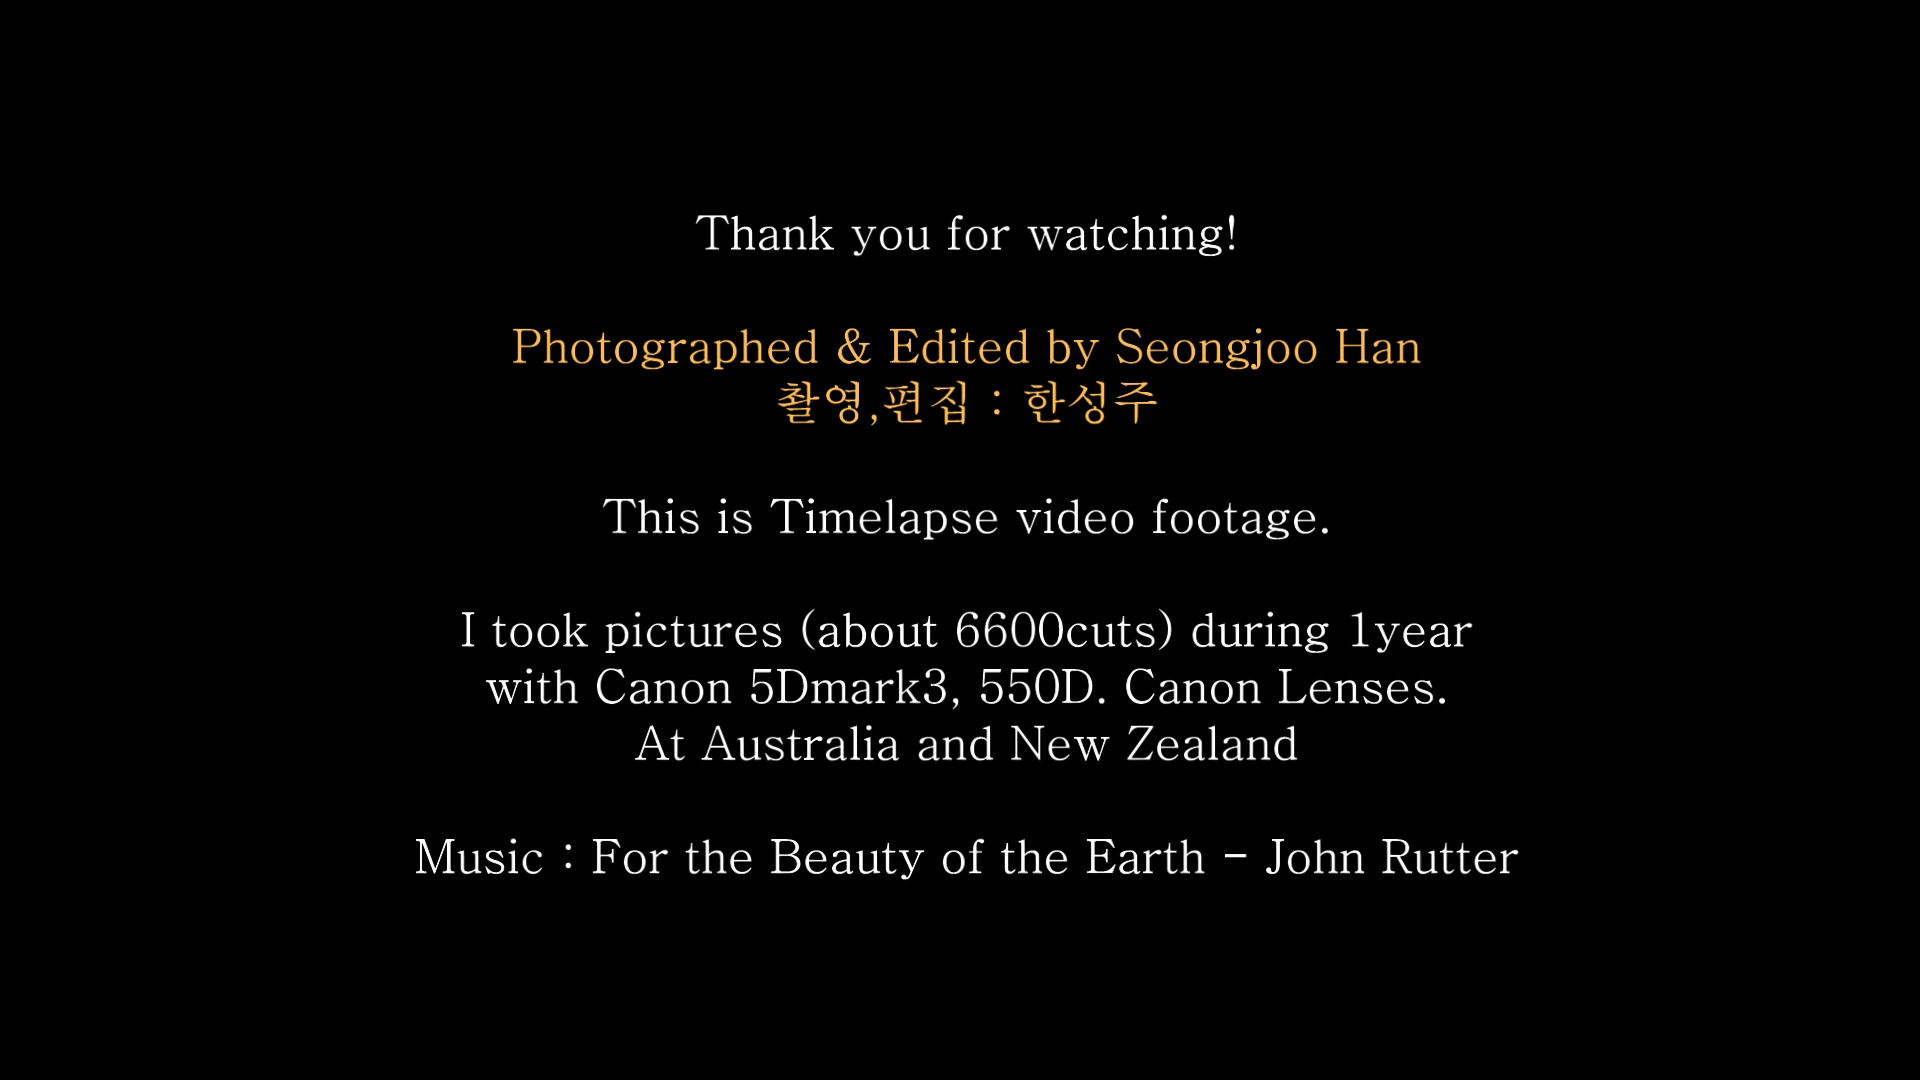 Thank you for watching!
Photographed & Edited by Seongjoo Han
촬영,편집 : 한성주
This is Timelapse video footage.
I took pictures (about 6600cuts) during 1year
with Canon 5Dmark3, 550D. Canon Lenses.
At Australia and New Zealand
Music : For the Beauty of the Earth - John Rutter